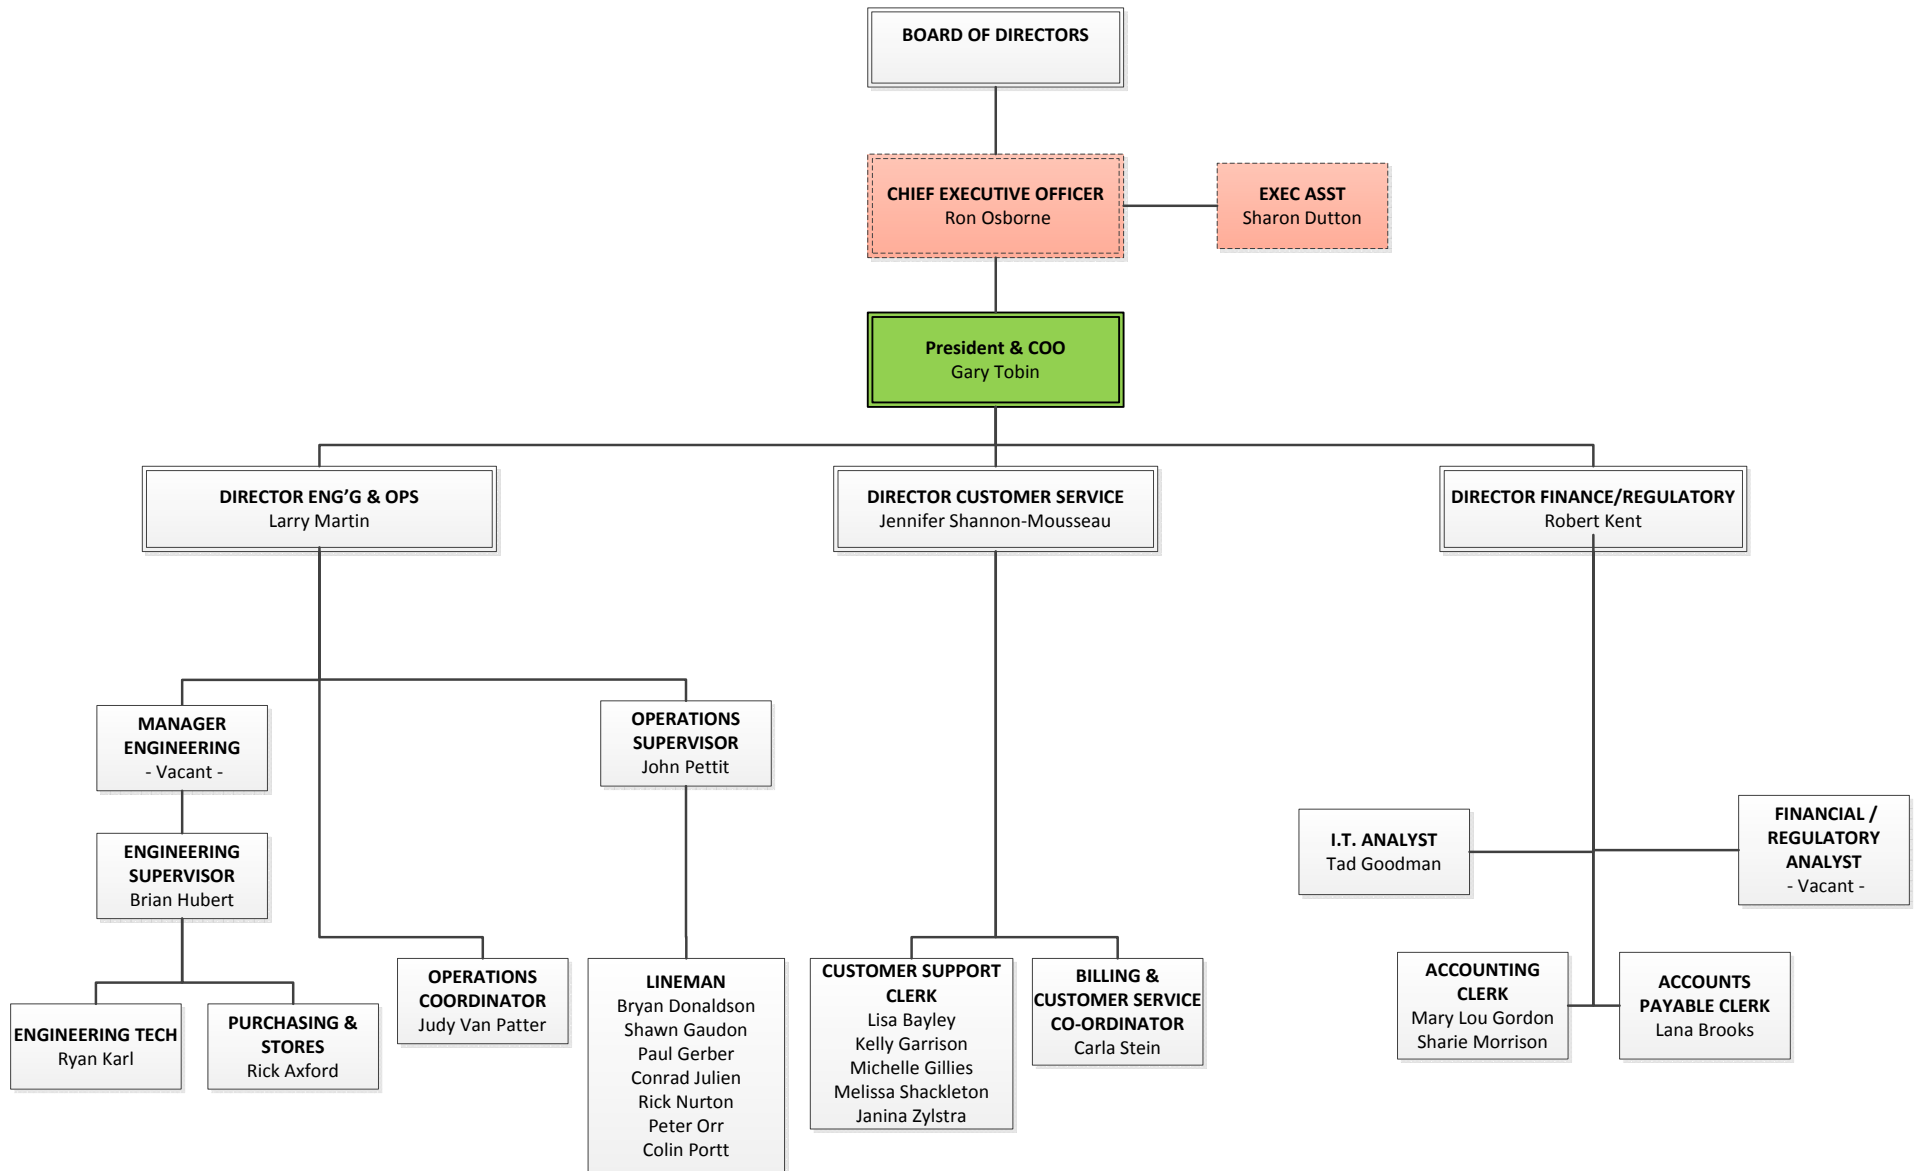 BOARD OF DIRECTORS
CHIEF EXECUTIVE OFFICER
Ron Osborne
EXEC ASST
Sharon Dutton
President & COO
Gary Tobin
DIRECTOR ENG’G & OPS
Larry Martin
DIRECTOR CUSTOMER SERVICE
Jennifer Shannon-Mousseau
DIRECTOR FINANCE/REGULATORY
Robert Kent
MANAGER
ENGINEERING
- Vacant -
OPERATIONS
SUPERVISOR
John Pettit
ENGINEERING
SUPERVISOR
Brian Hubert
I.T. ANALYST
Tad Goodman
FINANCIAL /
REGULATORY
ANALYST
- Vacant -
ENGINEERING TECH
Ryan Karl
PURCHASING &
STORES
Rick Axford
OPERATIONS
COORDINATOR
Judy Van Patter
LINEMAN
Bryan Donaldson
Shawn Gaudon
Paul Gerber
Conrad Julien
Rick Nurton
Peter Orr
Colin Portt
CUSTOMER SUPPORT
CLERK
Lisa Bayley
Kelly Garrison
Michelle Gillies
Melissa Shackleton
Janina Zylstra
BILLING &
CUSTOMER SERVICE
CO-ORDINATOR
Carla Stein
ACCOUNTING
CLERK
Mary Lou Gordon
Sharie Morrison
ACCOUNTS
PAYABLE CLERK
Lana Brooks